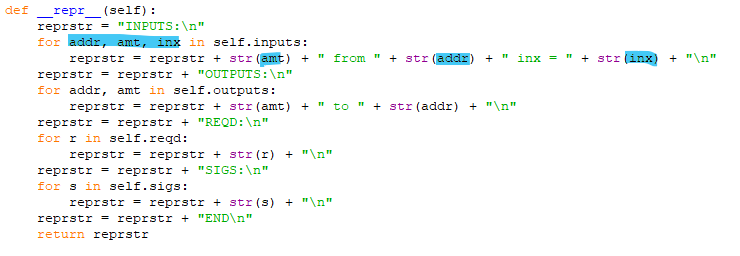 def __repr__(self):
    reprstr = "INPUTS:\n"
    for addr, amt, inx in self.inputs:
        reprstr = reprstr + str(amt) + " from " + str(addr) + " inx = " + str(inx) + "\n"
    reprstr = reprstr + "OUTPUTS:\n"
    for addr, amt in self.outputs:
        reprstr = reprstr + str(amt) + " to " + str(addr) + "\n"
    reprstr = reprstr + "REQD:\n"
    for r in self.reqd:
        reprstr = reprstr + str(r) + "\n"
    reprstr = reprstr + "SIGS:\n"
    for s in self.sigs:
        reprstr = reprstr + str(s) + "\n"
    reprstr = reprstr + "END\n"
    return reprstr